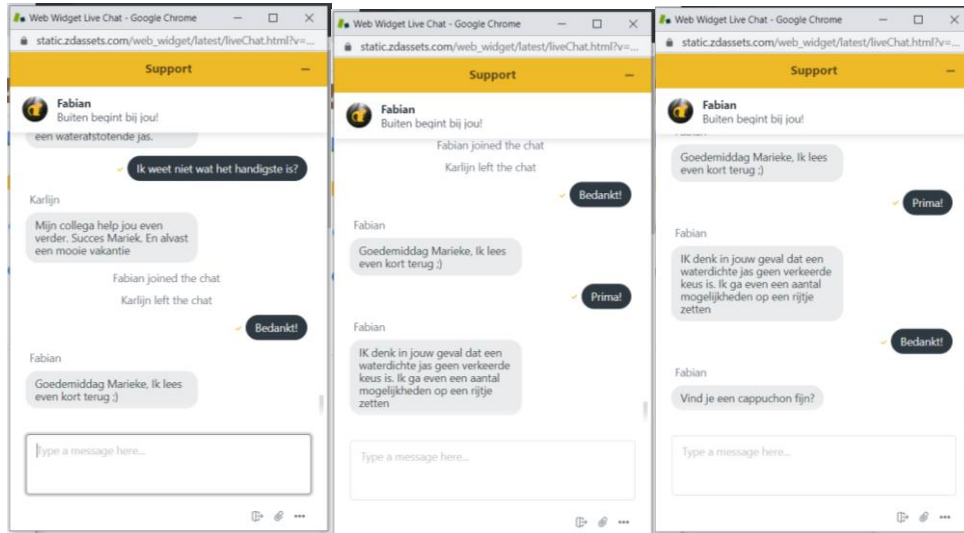 Web Widget Live Chat - Google Chrome
static.zdassets.com/web_widget/latest/liveChat.html?v=...
Support
Fabian
Buiten begint bij jou!
een waterafstotende jas.
Ik weet niet wat het handigste is?
Karlijn
Mijn collega help jou even
verder. Succes Mariek. En alvast
een mooie vakantie
Fabian joined the chat
Karlijn left the chat
Bedankt!
Fabian
Goedemiddag Marieke, Ik lees
even kort terug ;)
Type a message here...
Web Widget Live Chat - Google Chrome
static.zdassets.com/web_widget/latest/liveChat.html?v=...
Support
Fabian
Buiten begint bij jou!
Fabian joined the chat
Karlijn left the chat
Bedankt!
Fabian
Goedemiddag Marieke, Ik lees
even kort terug ;)
Prima!
Fabian
IK denk in jouw geval dat een
waterdichte jas geen verkeerde
keus is. Ik ga even een aantal
mogelijkheden op een rijtje
zetten
Type a message here...
Web Widget Live Chat - Google Chrome
static.zdassets.com/web_widget/latest/liveChat.html?v=...
Support
Fabian
Buiten begint bij jou!
Goedemiddag Marieke, Ik lees
even kort terug ;)
Prima!
Fabian
IK denk in jouw geval dat een
waterdichte jas geen verkeerde
keus is. Ik ga even een aantal
mogelijkheden op een rijtje
zetten
Bedankt!
Fabian
Vind je een cappuchon fijn?
Type a message here...